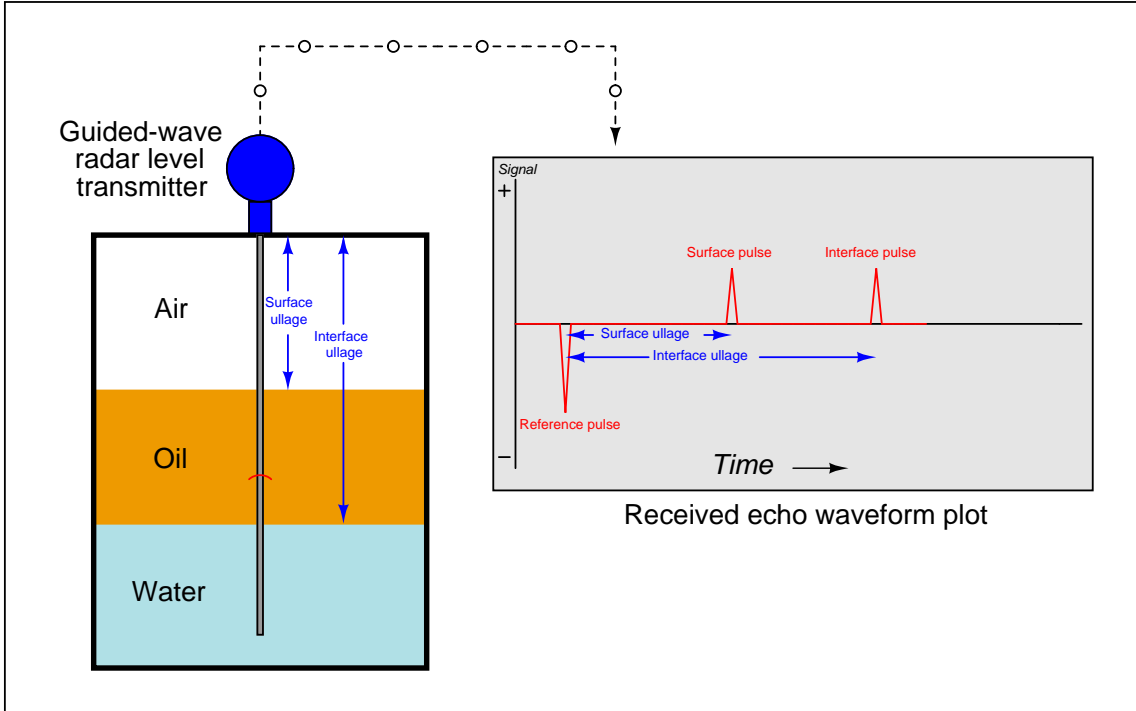 Guided-wave
radar level
transmitter
Air
Surface
ullage
Interface
ullage
Oil
Water
Signal
+
Surface pulse
Interface pulse
Surface ullage
Interface ullage
Reference pulse
−
Time
Received echo waveform plot